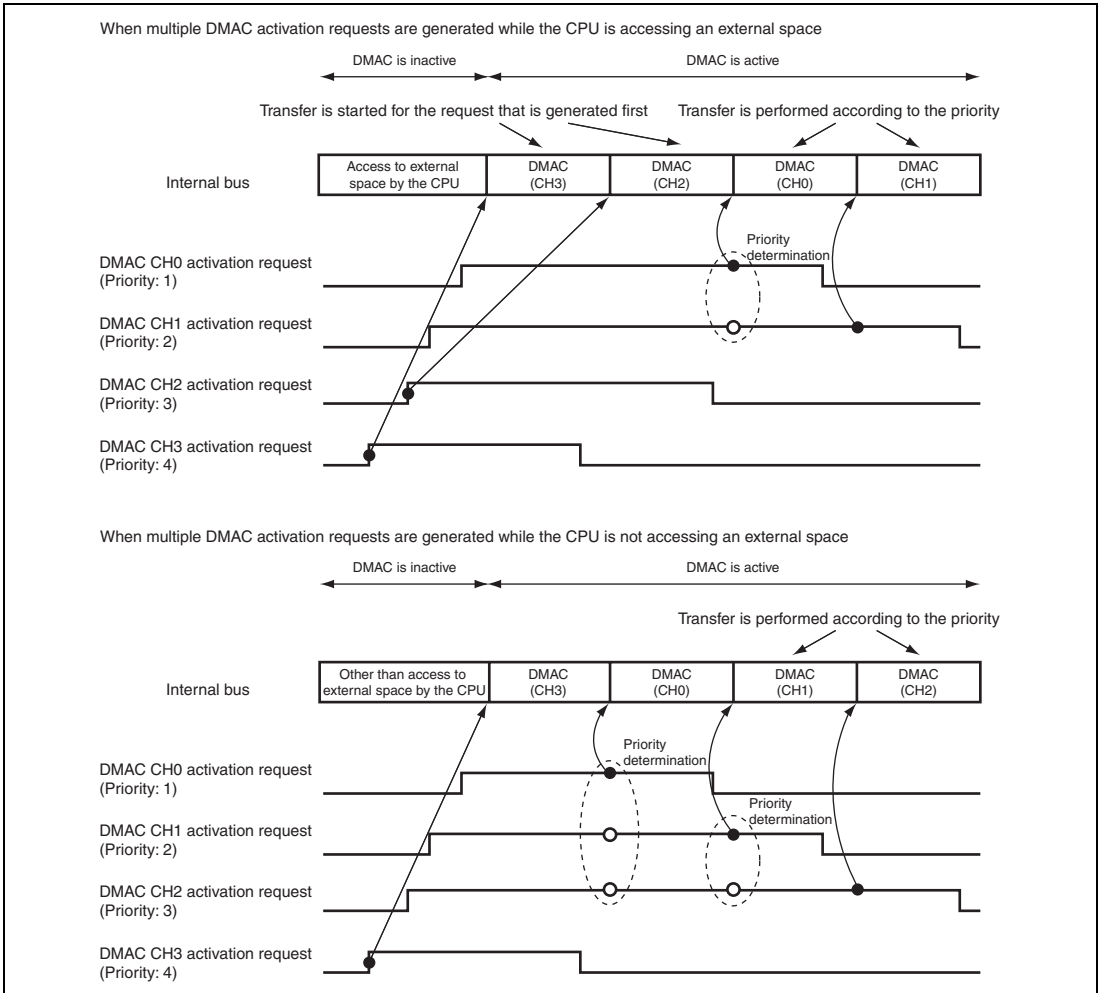 When multiple DMAC activation requests are generated while the CPU is accessing an external space
DMAC is inactive
DMAC is active
Transfer is started for the request that is generated first
Transfer is performed according to the priority
Internal bus
Access to external
space by the CPU
DMAC
(CH3)
DMAC
(CH2)
DMAC
(CH0)
DMAC
(CH1)
Priority
determination
DMAC CH0 activation request
(Priority: 1)
DMAC CH1 activation request
(Priority: 2)
DMAC CH2 activation request
(Priority: 3)
DMAC CH3 activation request
(Priority: 4)
When multiple DMAC activation requests are generated while the CPU is not accessing an external space
DMAC is inactive
DMAC is active
Transfer is performed according to the priority
Internal bus
Other than access to
external space by the CPU
DMAC
(CH3)
DMAC
(CH0)
DMAC
(CH1)
DMAC
(CH2)
Priority
determination
DMAC CH0 activation request
(Priority: 1)
Priority
determination
DMAC CH1 activation request
(Priority: 2)
DMAC CH2 activation request
(Priority: 3)
DMAC CH3 activation request
(Priority: 4)